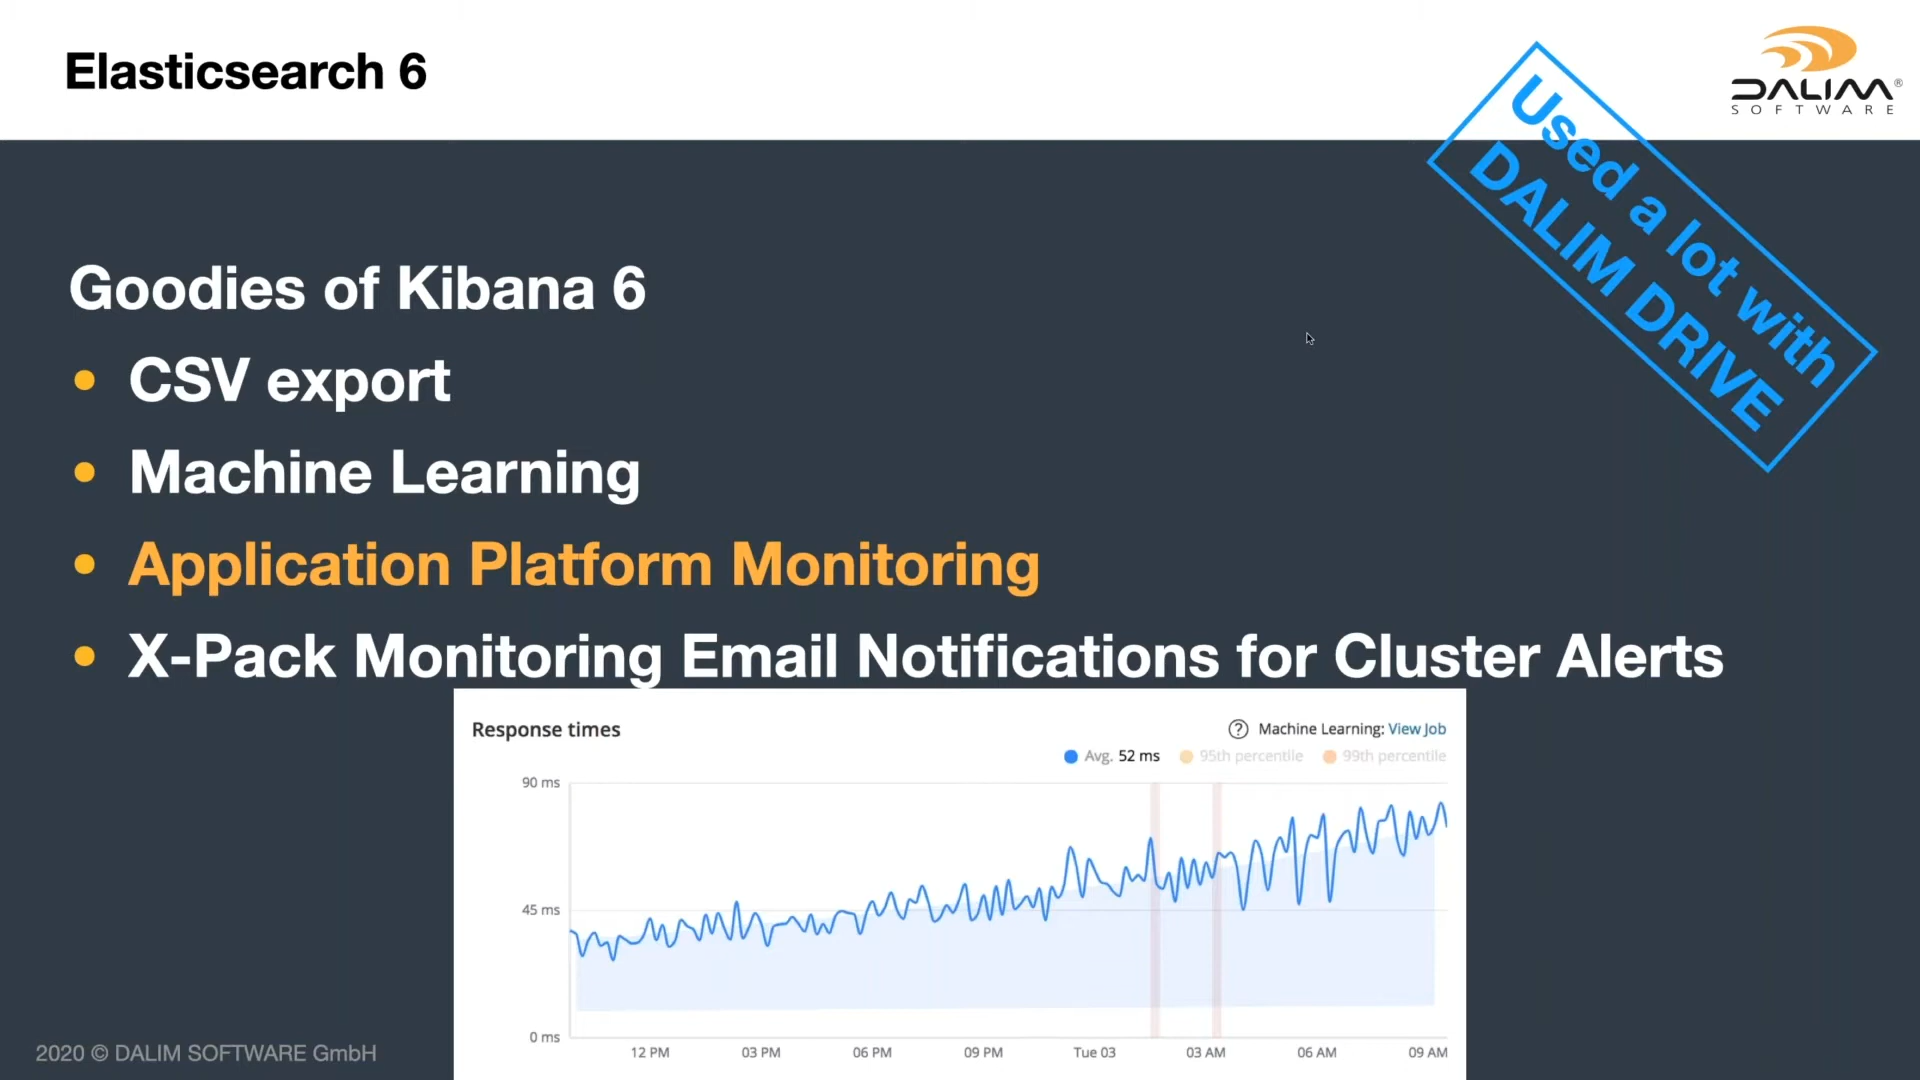 Elasticsearch 6
DALIM®
SOFTWARE
Used a lot with
DALIM DRIVE
Goodies of Kibana 6
• CSV export
• Machine Learning
• Application Platform Monitoring
• X-Pack Monitoring Email Notifications for Cluster Alerts
Response times
? Machine Learning: View Job
Avg. 52 ms 95th percentile 99th percentile
90 ms
45 ms
0 ms
12 PM 03 PM 06 PM 09 PM Tue 03 03 AM 06 AM 09 AM
2020 © DALIM SOFTWARE GmbH